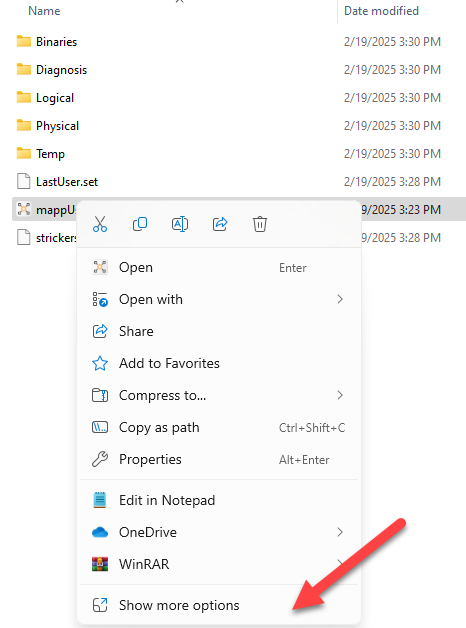 Name Date modified
Binaries 2/19/2025 3:30 PM
Diagnosis 2/19/2025 3:30 PM
Logical 2/19/2025 3:30 PM
Physical 2/19/2025 3:30 PM
Temp 2/19/2025 3:30 PM
LastUser.set 2/19/2025 3:28 PM
9/2025 3:23 PM
9/2025 3:28 PM
Open Enter
Open with
Share
Add to Favorites
Compress to...
Copy as path Ctrl+Shift+C
Properties Alt+Enter
Edit in Notepad
OneDrive
WinRAR
Show more options